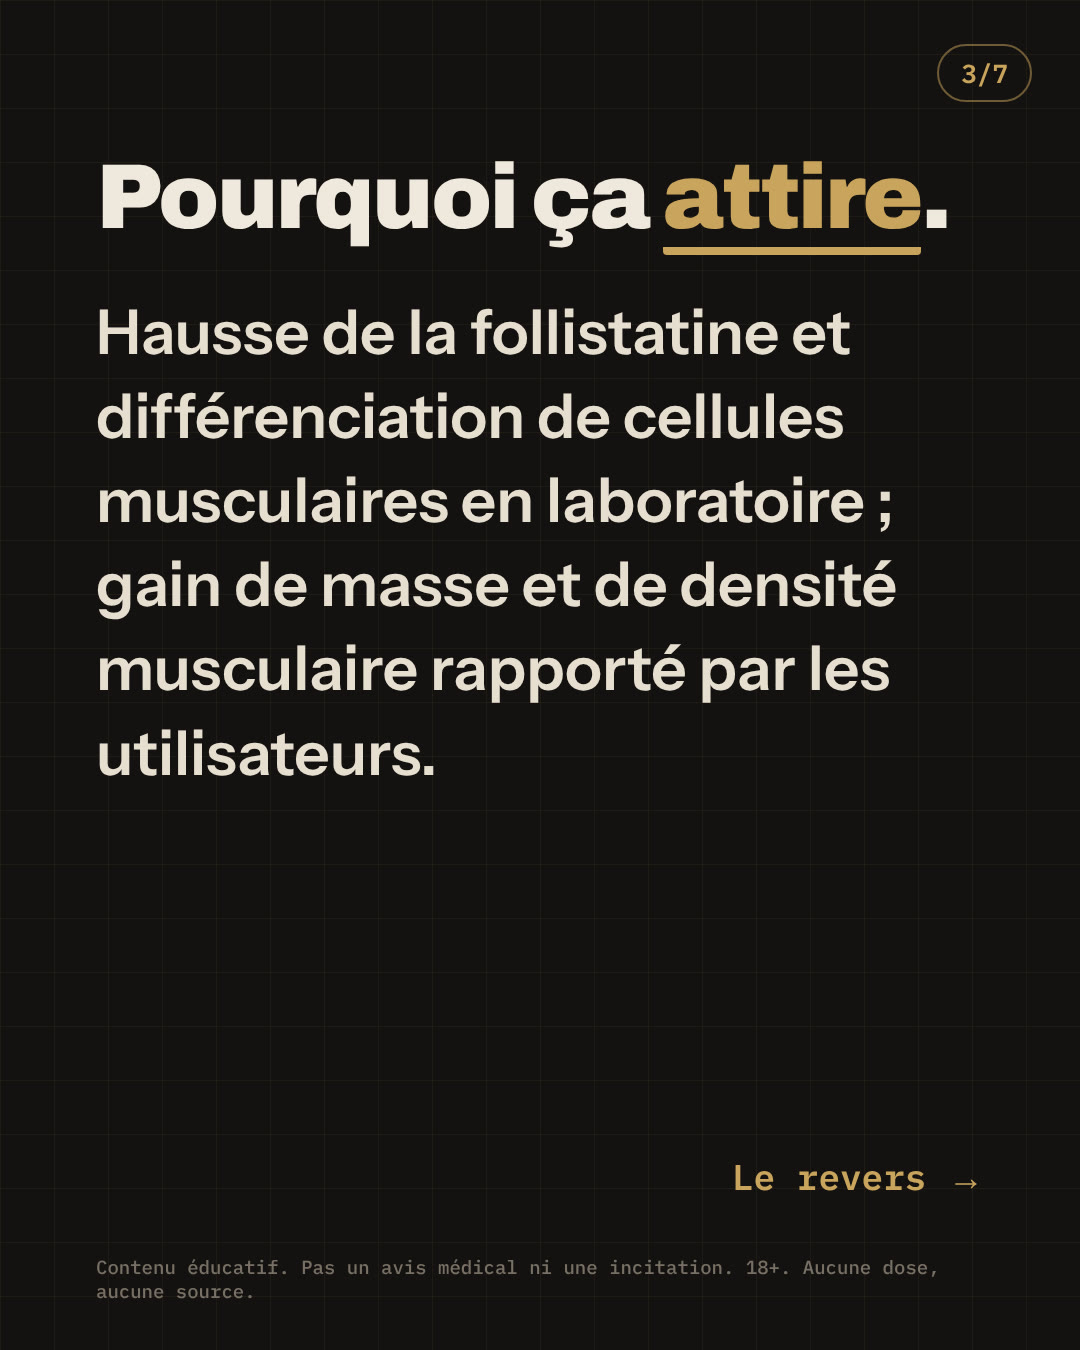 3/7
Pourquoi ça attire.
Hausse de la follistatine et
différenciation de cellules
musculaires en laboratoire ;
gain de masse et de densité
musculaire rapporté par les
utilisateurs.
Le revers →
Contenu éducatif. Pas un avis médical ni une incitation. 18+. Aucune dose,
aucune source.